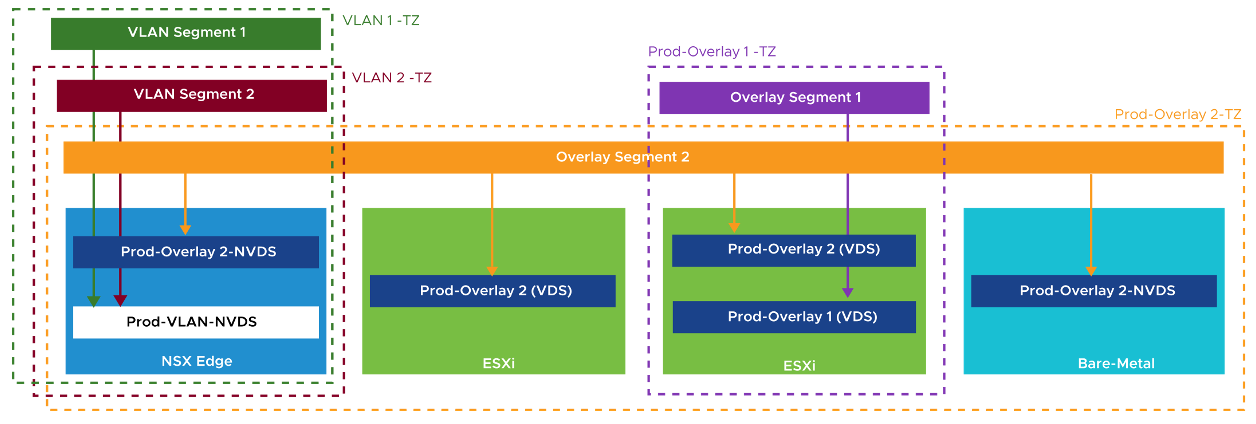 VLAN 1 -TZ
VLAN Segment 1
Prod-Overlay 1 -TZ
VLAN 2 -TZ
VLAN Segment 2
Overlay Segment 1
Prod-Overlay 2-TZ
Overlay Segment 2
Prod-Overlay 2-NVDS
Prod-VLAN-NVDS
NSX Edge
Prod-Overlay 2 (VDS)
ESXi
Prod-Overlay 2 (VDS)
Prod-Overlay 1 (VDS)
ESXi
Prod-Overlay 2-NVDS
Bare-Metal